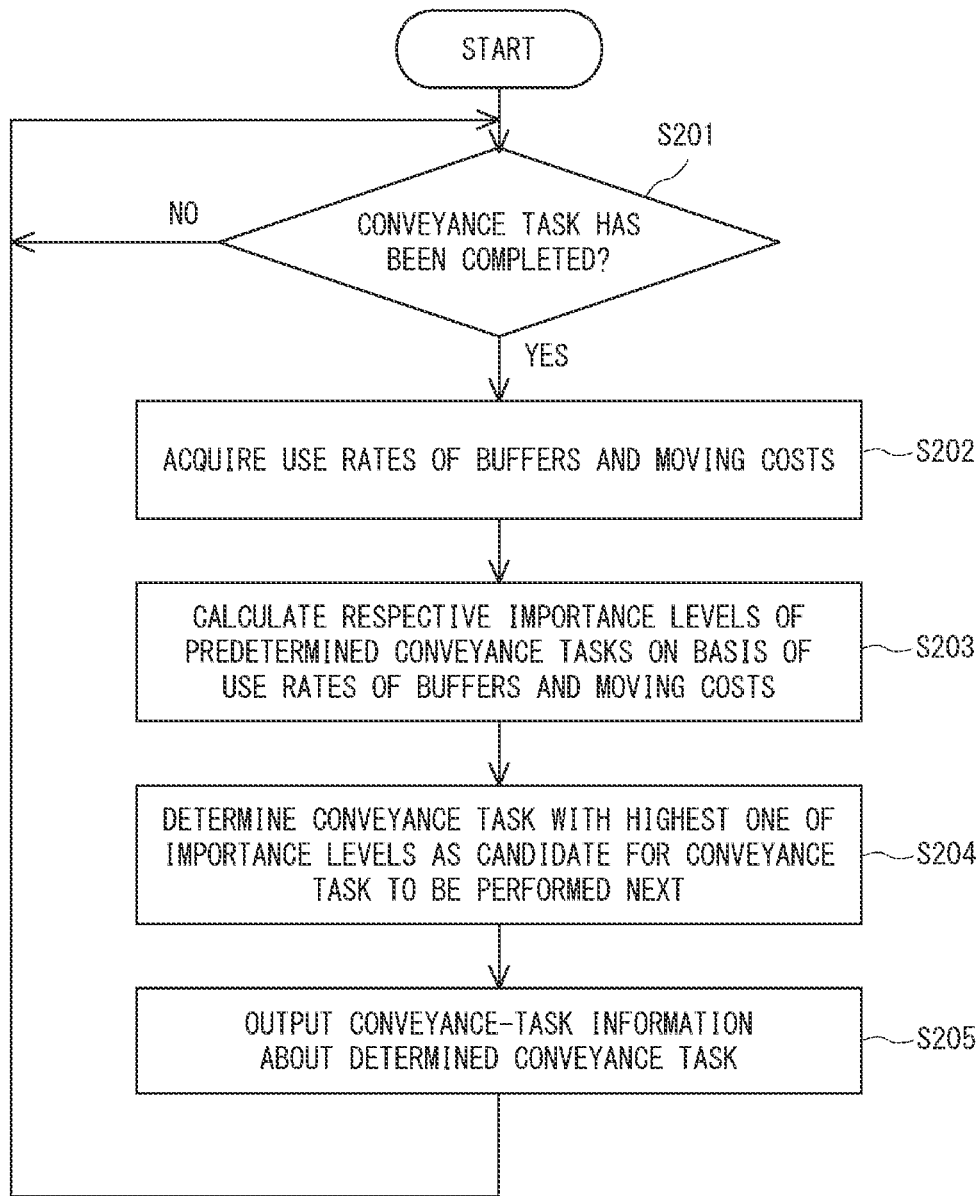 START
S201
NO
CONVEYANCE TASK HAS
BEEN COMPLETED?
YES
ACQUIRE USE RATES OF BUFFERS AND MOVING COSTS
S202
CALCULATE RESPECTIVE IMPORTANCE LEVELS OF
PREDETERMINED CONVEYANCE TASKS ON BASIS OF
USE RATES OF BUFFERS AND MOVING COSTS
S203
DETERMINE CONVEYANCE TASK WITH HIGHEST ONE OF
IMPORTANCE LEVELS AS CANDIDATE FOR CONVEYANCE
TASK TO BE PERFORMED NEXT
S204
OUTPUT CONVEYANCE-TASK INFORMATION
ABOUT DETERMINED CONVEYANCE TASK
S205